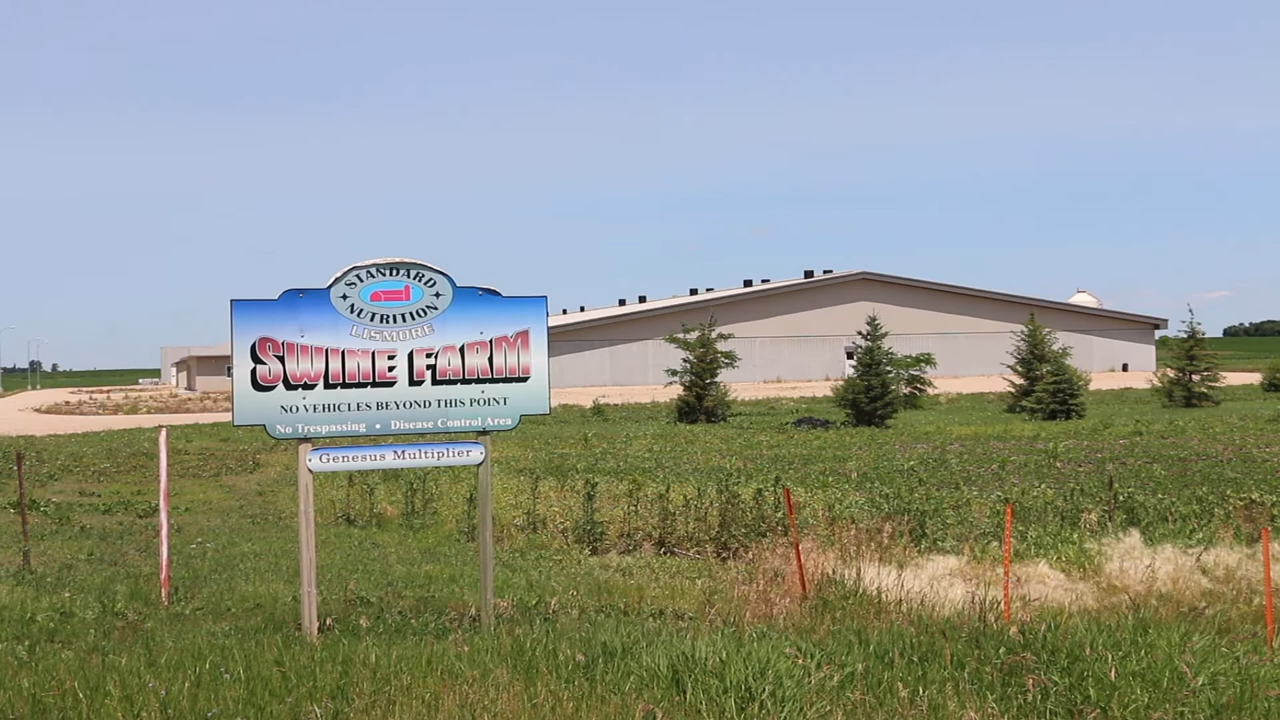 STANDARD
NUTRITION
LISMORE
SWINE FARM
NO VEHICLES BEYOND THIS POINT
No Trespassing • Disease Control Area
Genesus Multiplier